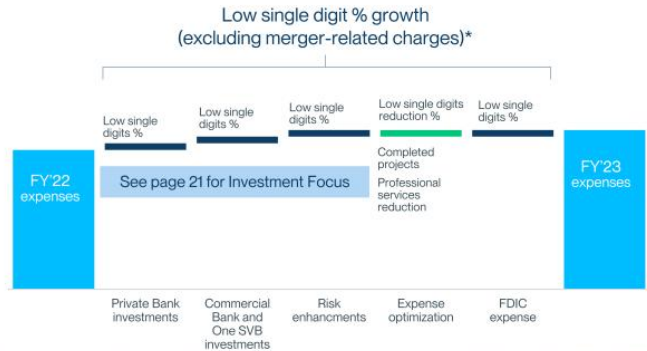 Low single digit % growth
(excluding merger-related charges)*
Low single
digits %
Low single
digits %
Low single
digits %
Low single digits
reduction %
Low single
digits %
Completed
projects
Professional
services
reduction
FY'22
expenses
See page 21 for Investment Focus
FY'23
expenses
Private Bank
investments
Commercial
Bank and
One SVB
investments
Risk
enhancments
Expense
optimization
FDIC
expense